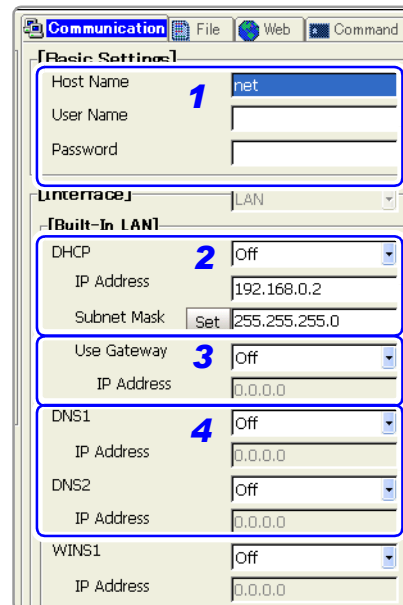 Communication File Web Command
[Basic Settings]
Host Name 1 net
User Name
Password
[Interface] LAN
[Built-In LAN]
DHCP 2 Off
IP Address 192.168.0.2
Subnet Mask Set 255.255.255.0
Use Gateway 3 Off
IP Address 0.0.0.0
DNS1 4 Off
IP Address 0.0.0.0
DNS2 Off
IP Address 0.0.0.0
WINS1 Off
IP Address 0.0.0.0